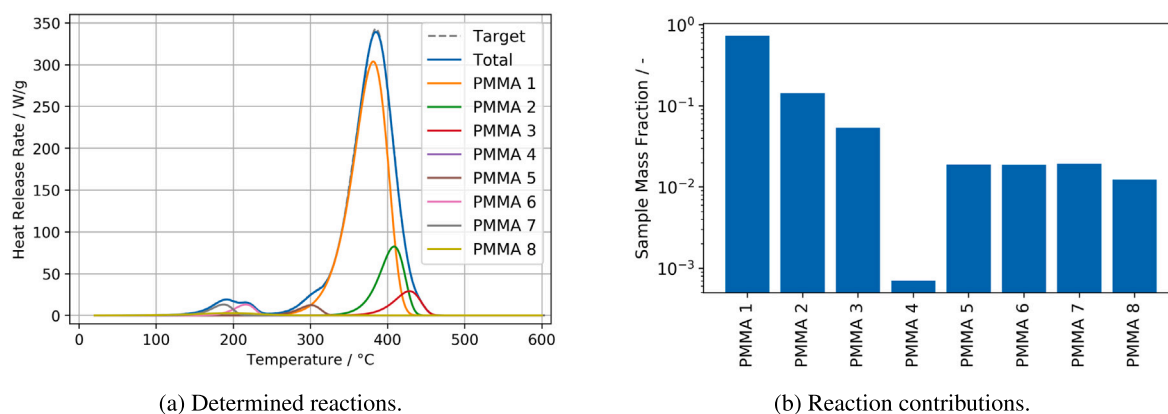 Heat Release Rate / W/g
350
300
250
200
150
100
50
0
0 100 200 300 400 500 600
Temperature / °C
Target
Total
PMMA 1
PMMA 2
PMMA 3
PMMA 4
PMMA 5
PMMA 6
PMMA 7
PMMA 8
(a) Determined reactions.
Sample Mass Fraction / -
10⁰
10⁻¹
10⁻²
10⁻³
PMMA 1
PMMA 2
PMMA 3
PMMA 4
PMMA 5
PMMA 6
PMMA 7
PMMA 8
(b) Reaction contributions.